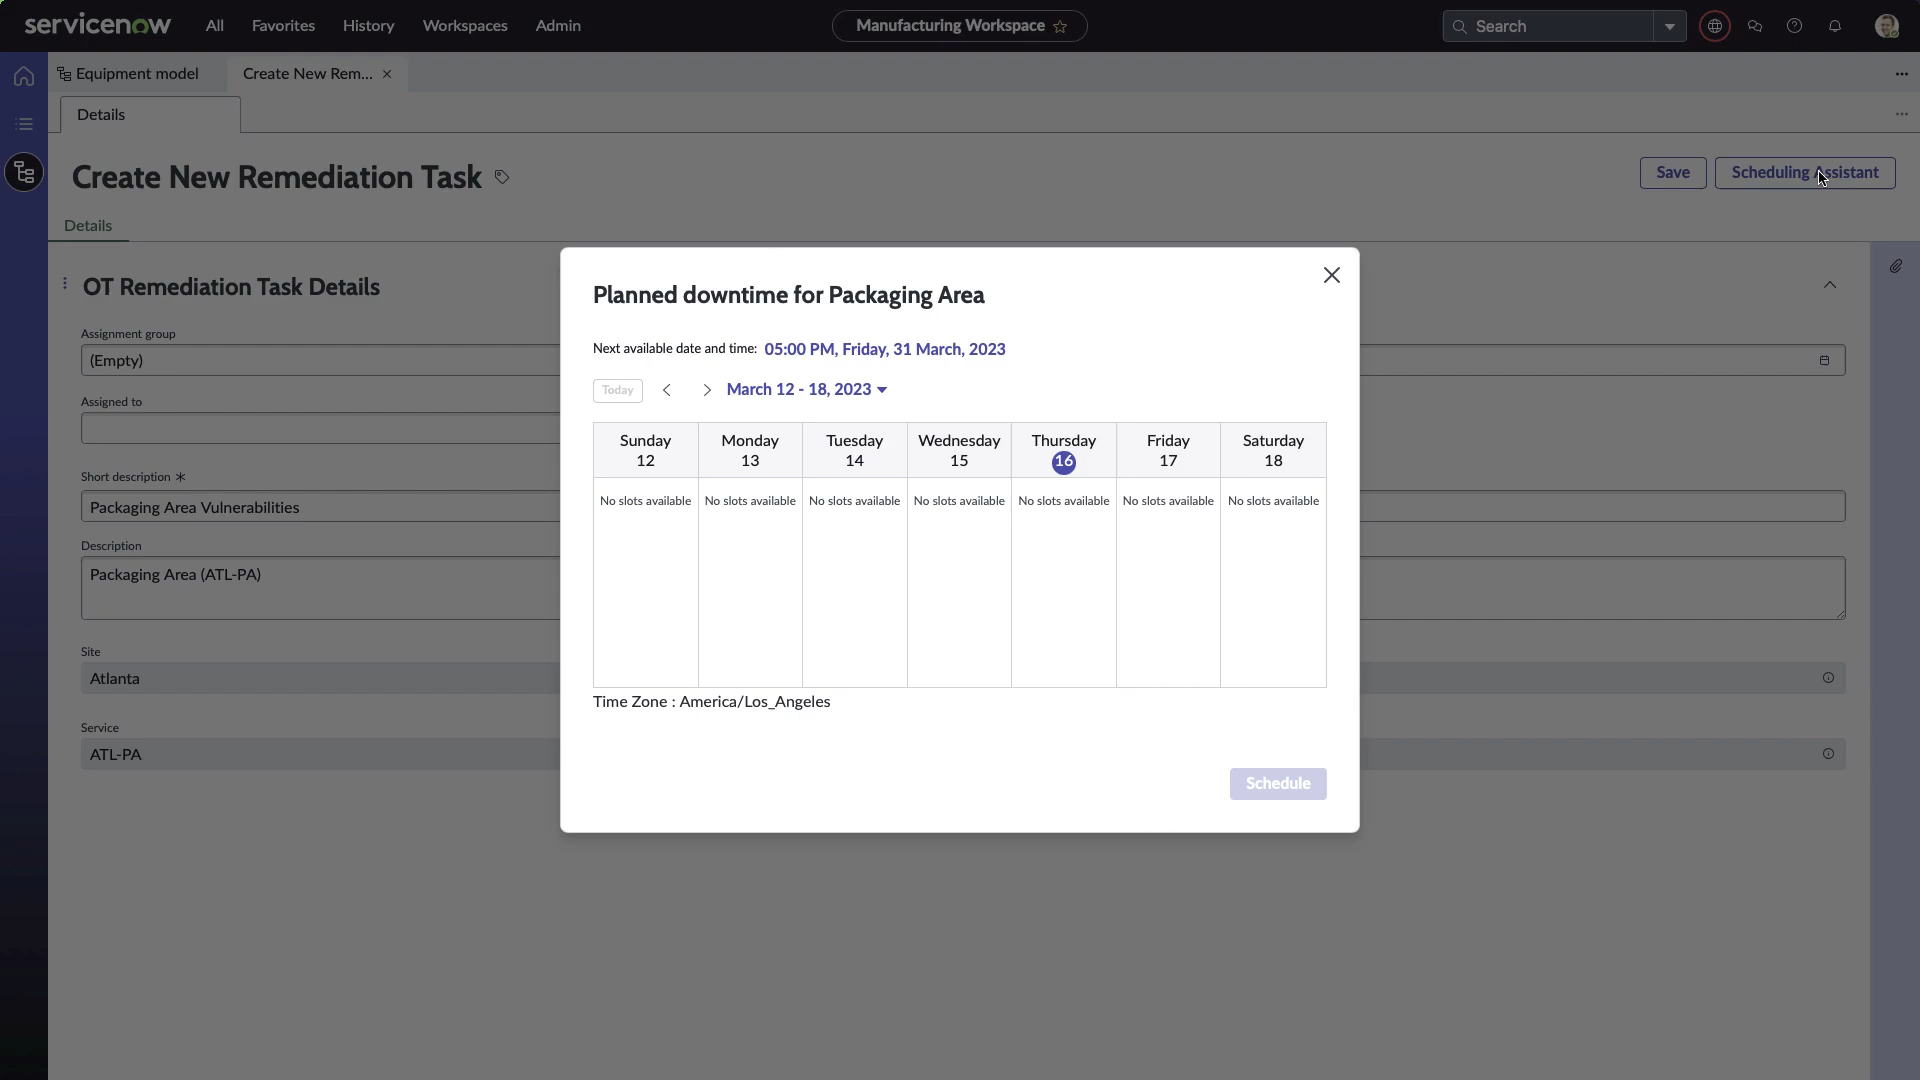 servicenow
All
Favorites
History
Workspaces
Admin
Manufacturing Workspace
Search
Equipment model
Create New Rem...
Details
Create New Remediation Task
Save
Scheduling Assistant
Details
OT Remediation Task Details
Assignment group
(Empty)
Assigned to
Short description
Packaging Area Vulnerabilities
Description
Packaging Area (ATL-PA)
Site
Atlanta
Service
ATL-PA
Planned downtime for Packaging Area
Next available date and time: 05:00 PM, Friday, 31 March, 2023
Today
March 12 - 18, 2023
Sunday
12
Monday
13
Tuesday
14
Wednesday
15
Thursday
16
Friday
17
Saturday
18
No slots available
No slots available
No slots available
No slots available
No slots available
No slots available
No slots available
Time Zone : America/Los_Angeles
Schedule